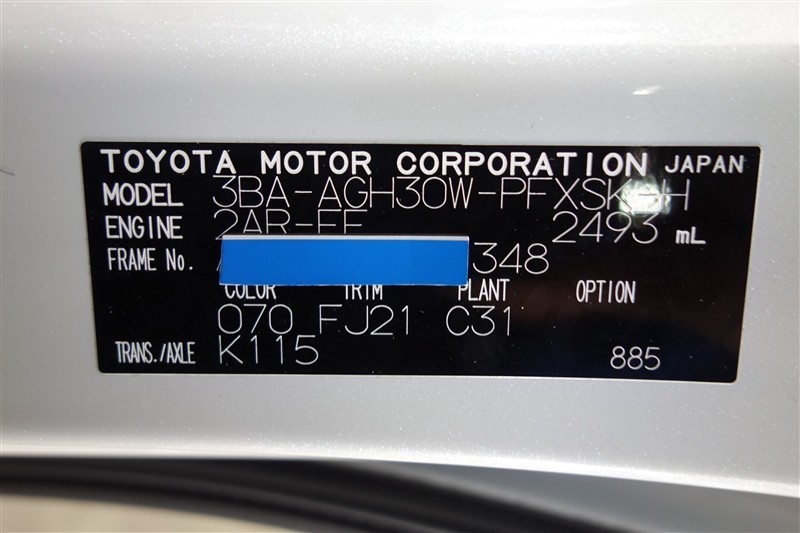 TOYOTA MOTOR CORPORATION JAPAN
MODEL 3BA-AGH30W-PFXSK-H
ENGINE 2AR-FE 2493 mL
FRAME No. 348
COLOR TRIM PLANT OPTION
070 FJ21 C31
TRANS./AXLE K115 885